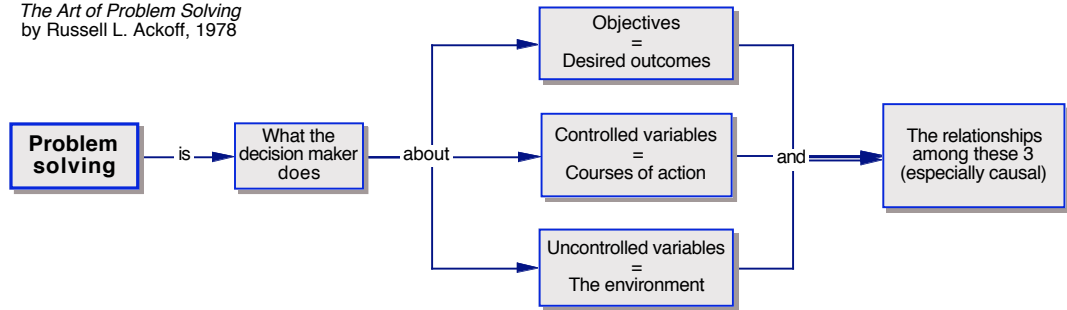 The Art of Problem Solving
by Russell L. Ackoff, 1978
Problem
solving
is
What the
decision maker
does
about
Objectives
=
Desired outcomes
Controlled variables
=
Courses of action
Uncontrolled variables
=
The environment
and
The relationships
among these 3
(especially causal)